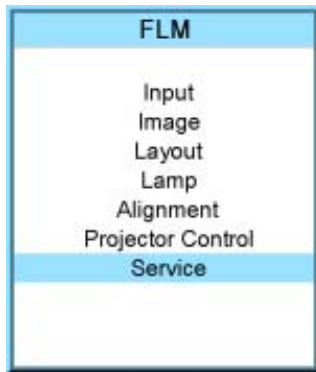 FLM
Input
Image
Layout
Lamp
Alignment
Projector Control
Service